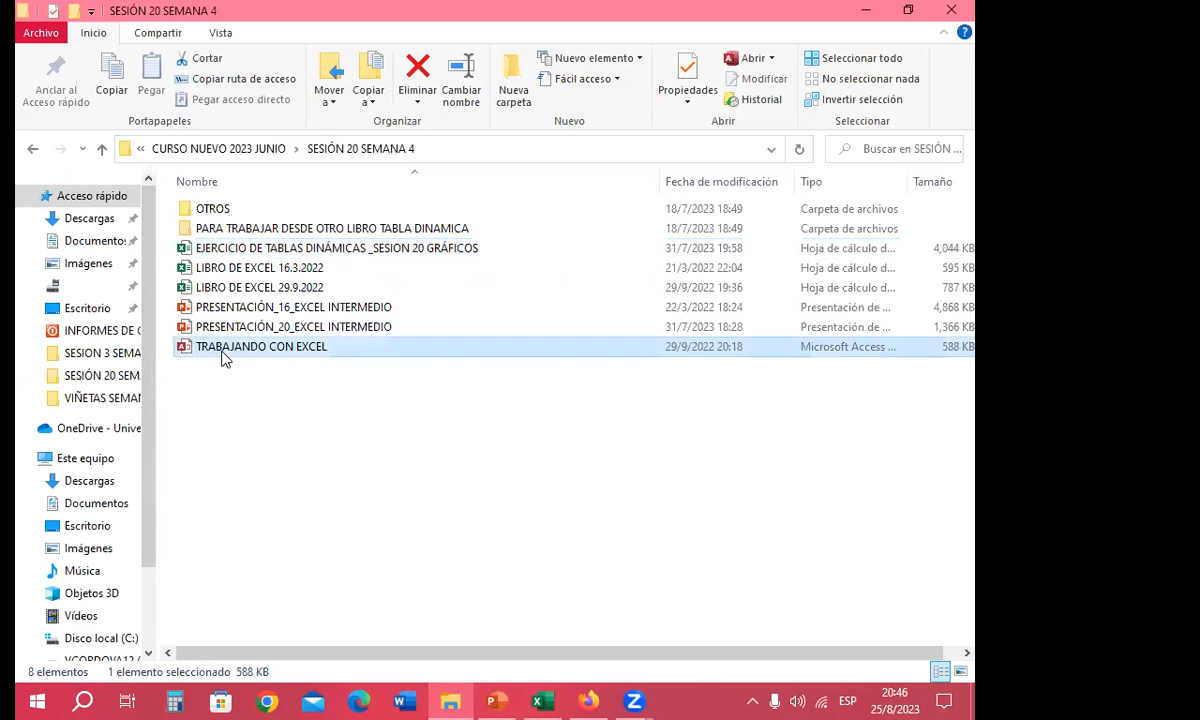 SESIÓN 20 SEMANA 4
Archivo Inicio Compartir Vista
Anclar al Acceso rápido
Copiar
Pegar
Cortar
Copiar ruta de acceso
Pegar acceso directo
Portapapeles
Mover a
Copiar a
Eliminar
Cambiar nombre
Organizar
Nueva carpeta
Nuevo elemento
Fácil acceso
Nuevo
Propiedades
Abrir
Modificar
Historial
Abrir
Seleccionar todo
No seleccionar nada
Invertir selección
Seleccionar
« CURSO NUEVO 2023 JUNIO > SESIÓN 20 SEMANA 4
Buscar en SESIÓN ...
Nombre Fecha de modificación Tipo Tamaño
OTROS 18/7/2023 18:49 Carpeta de archivos
PARA TRABAJAR DESDE OTRO LIBRO TABLA DINAMICA 18/7/2023 18:49 Carpeta de archivos
EJERCICIO DE TABLAS DINÁMICAS _SESION 20 GRÁFICOS 31/7/2023 19:58 Hoja de cálculo d... 4,044 KB
LIBRO DE EXCEL 16.3.2022 21/3/2022 22:04 Hoja de cálculo d... 595 KB
LIBRO DE EXCEL 29.9.2022 29/9/2022 19:36 Hoja de cálculo d... 787 KB
PRESENTACIÓN_16_EXCEL INTERMEDIO 22/3/2022 18:24 Presentación de ... 4,868 KB
PRESENTACIÓN_20_EXCEL INTERMEDIO 31/7/2023 18:28 Presentación de ... 1,366 KB
TRABAJANDO CON EXCEL 29/9/2022 20:18 Microsoft Access ... 588 KB
Acceso rápido
Descargas
Documentos
Imágenes
Escritorio
INFORMES DE C
SESION 3 SEMA
SESIÓN 20 SEM
VIÑETAS SEMAN
OneDrive - Unive
Este equipo
Descargas
Documentos
Escritorio
Imágenes
Música
Objetos 3D
Vídeos
Disco local (C:)
VCORDOVA12 (
8 elementos 1 elemento seleccionado 588 KB
ESP
20:46
25/8/2023